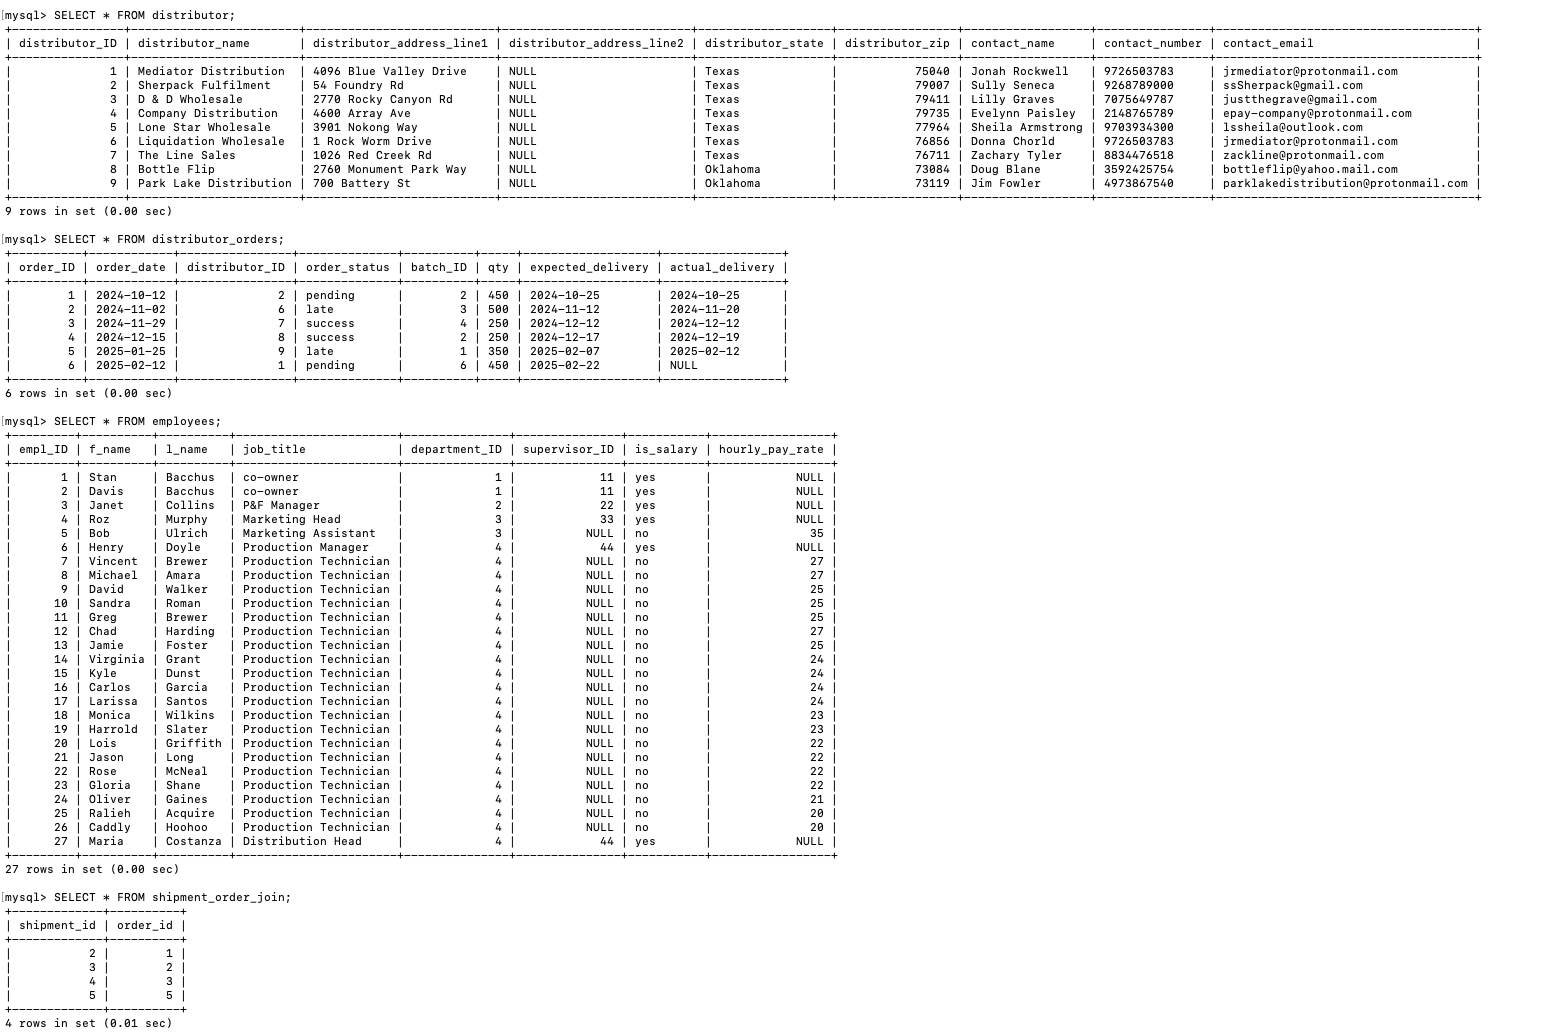 [mysql> SELECT * FROM distributor;
+----------------+-----------------------+---------------------------+---------------------------+-------------------+-----------------+-----------------+----------------+-------------------------------------+
| distributor_ID | distributor_name | distributor_address_line1 | distributor_address_line2 | distributor_state | distributor_zip | contact_name | contact_number | contact_email |
+----------------+-----------------------+---------------------------+---------------------------+-------------------+-----------------+-----------------+----------------+-------------------------------------+
| 1 | Mediator Distribution | 4096 Blue Valley Drive | NULL | Texas | 75040 | Jonah Rockwell | 9726503783 | jrmediator@protonmail.com |
| 2 | Sherpack Fulfilment | 54 Foundry Rd | NULL | Texas | 79007 | Sully Seneca | 9268789000 | ssSherpack@gmail.com |
| 3 | D & D Wholesale | 2770 Rocky Canyon Rd | NULL | Texas | 79411 | Lilly Graves | 7075649787 | justthegrave@gmail.com |
| 4 | Company Distribution | 4600 Array Ave | NULL | Texas | 79735 | Evelynn Paisley | 2148765789 | epay-company@protonmail.com |
| 5 | Lone Star Wholesale | 3901 Nokong Way | NULL | Texas | 77964 | Sheila Armstrong | 9703934300 | lssheila@outlook.com |
| 6 | Liquidation Wholesale | 1 Rock Worm Drive | NULL | Texas | 76856 | Donna Chorld | 9726503783 | jrmediator@protonmail.com |
| 7 | The Line Sales | 1026 Red Creek Rd | NULL | Texas | 76711 | Zachary Tyler | 8834476518 | zackline@protonmail.com |
| 8 | Bottle Flip | 2760 Monument Park Way | NULL | Oklahoma | 73084 | Doug Blane | 3592425754 | bottleflip@yahoo.mail.com |
| 9 | Park Lake Distribution | 700 Battery St | NULL | Oklahoma | 73119 | Jim Fowler | 4973867540 | parklakedistribution@protonmail.com |
+----------------+-----------------------+---------------------------+---------------------------+-------------------+-----------------+-----------------+----------------+-------------------------------------+
9 rows in set (0.00 sec)
[mysql> SELECT * FROM distributor_orders;
+----------+------------+----------------+--------------+----------+-----+-------------------+-----------------+
| order_ID | order_date | distributor_ID | order_status | batch_ID | qty | expected_delivery | actual_delivery |
+----------+------------+----------------+--------------+----------+-----+-------------------+-----------------+
| 1 | 2024-10-12 | 2 | pending | 2 | 450 | 2024-10-25 | 2024-10-25 |
| 2 | 2024-11-02 | 6 | late | 3 | 500 | 2024-11-12 | 2024-11-20 |
| 3 | 2024-11-29 | 7 | success | 4 | 250 | 2024-12-12 | 2024-12-12 |
| 4 | 2024-12-15 | 8 | success | 2 | 250 | 2024-12-17 | 2024-12-19 |
| 5 | 2025-01-25 | 9 | late | 1 | 350 | 2025-02-07 | 2025-02-12 |
| 6 | 2025-02-12 | 1 | pending | 6 | 450 | 2025-02-22 | NULL |
+----------+------------+----------------+--------------+----------+-----+-------------------+-----------------+
6 rows in set (0.00 sec)
[mysql> SELECT * FROM employees;
+---------+----------+----------+-----------------------+---------------+---------------+-----------+-----------------+
| empl_ID | f_name | l_name | job_title | department_ID | supervisor_ID | is_salary | hourly_pay_rate |
+---------+----------+----------+-----------------------+---------------+---------------+-----------+-----------------+
| 1 | Stan | Bacchus | co-owner | 1 | 11 | yes | NULL |
| 2 | Davis | Bacchus | co-owner | 1 | 11 | yes | NULL |
| 3 | Janet | Collins | P&F Manager | 2 | 22 | yes | NULL |
| 4 | Roz | Murphy | Marketing Head | 3 | 33 | yes | NULL |
| 5 | Bob | Ulrich | Marketing Assistant | 3 | NULL | no | 35 |
| 6 | Henry | Doyle | Production Manager | 4 | 44 | yes | NULL |
| 7 | Vincent | Brewer | Production Technician | 4 | NULL | no | 27 |
| 8 | Michael | Amara | Production Technician | 4 | NULL | no | 27 |
| 9 | David | Walker | Production Technician | 4 | NULL | no | 25 |
| 10 | Sandra | Roman | Production Technician | 4 | NULL | no | 25 |
| 11 | Greg | Brewer | Production Technician | 4 | NULL | no | 25 |
| 12 | Chad | Harding | Production Technician | 4 | NULL | no | 27 |
| 13 | Jamie | Foster | Production Technician | 4 | NULL | no | 25 |
| 14 | Virginia | Grant | Production Technician | 4 | NULL | no | 24 |
| 15 | Kyle | Dunst | Production Technician | 4 | NULL | no | 24 |
| 16 | Carlos | Garcia | Production Technician | 4 | NULL | no | 24 |
| 17 | Larissa | Santos | Production Technician | 4 | NULL | no | 24 |
| 18 | Monica | Wilkins | Production Technician | 4 | NULL | no | 23 |
| 19 | Harrold | Slater | Production Technician | 4 | NULL | no | 23 |
| 20 | Lois | Griffith | Production Technician | 4 | NULL | no | 22 |
| 21 | Jason | Long | Production Technician | 4 | NULL | no | 22 |
| 22 | Rose | McNeal | Production Technician | 4 | NULL | no | 22 |
| 23 | Gloria | Shane | Production Technician | 4 | NULL | no | 22 |
| 24 | Oliver | Gaines | Production Technician | 4 | NULL | no | 21 |
| 25 | Ralieh | Acquire | Production Technician | 4 | NULL | no | 20 |
| 26 | Caddly | Hoohoo | Production Technician | 4 | NULL | no | 20 |
| 27 | Maria | Costanza | Distribution Head | 4 | 44 | yes | NULL |
+---------+----------+----------+-----------------------+---------------+---------------+-----------+-----------------+
27 rows in set (0.00 sec)
[mysql> SELECT * FROM shipment_order_join;
+-------------+----------+
| shipment_id | order_id |
+-------------+----------+
| 2 | 1 |
| 3 | 2 |
| 4 | 3 |
| 5 | 5 |
+-------------+----------+
4 rows in set (0.01 sec)